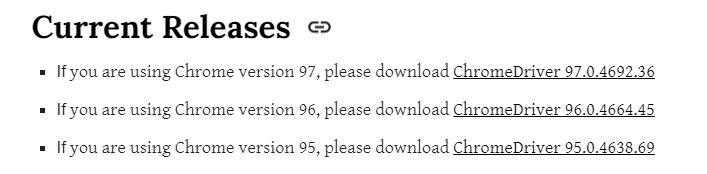 Current Releases
If you are using Chrome version 97, please download ChromeDriver 97.0.4692.36
If you are using Chrome version 96, please download ChromeDriver 96.0.4664.45
If you are using Chrome version 95, please download ChromeDriver 95.0.4638.69